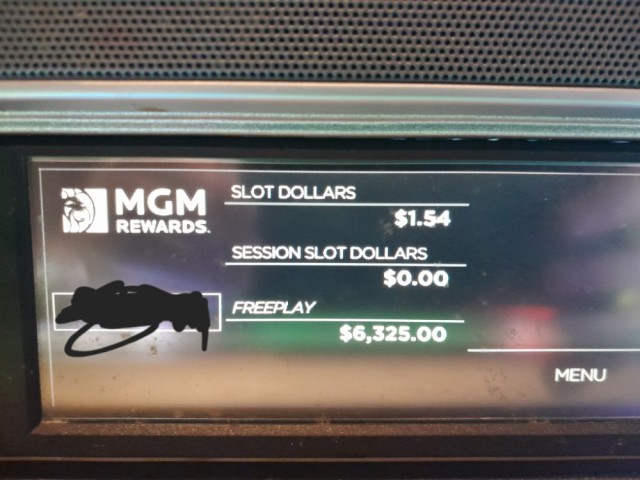 MGM
REWARDS.
SLOT DOLLARS
$1.54
SESSION SLOT DOLLARS
$0.00
FREEPLAY
$6,325.00
MENU